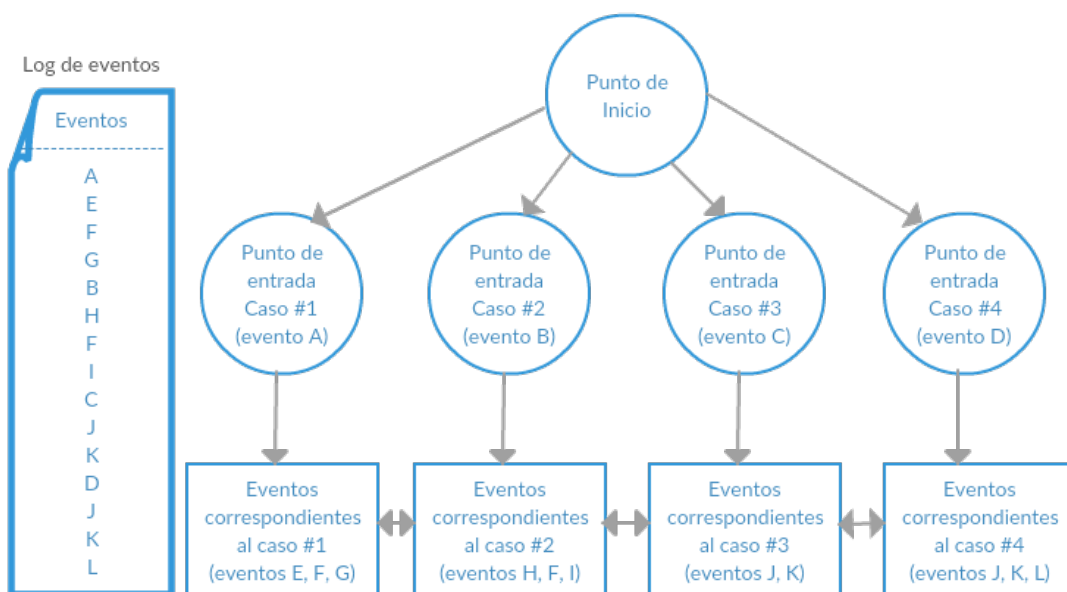 Log de eventos
Eventos
A
E
F
G
B
H
F
I
C
J
K
D
J
K
L
Punto de
Inicio
Punto de
entrada
Caso #1
(evento A)
Punto de
entrada
Caso #2
(evento B)
Punto de
entrada
Caso #3
(evento C)
Punto de
entrada
Caso #4
(evento D)
Eventos
correspondientes
al caso #1
(eventos E, F, G)
Eventos
correspondientes
al caso #2
(eventos H, F, I)
Eventos
correspondientes
al caso #3
(eventos J, K)
Eventos
correspondientes
al caso #4
(eventos J, K, L)